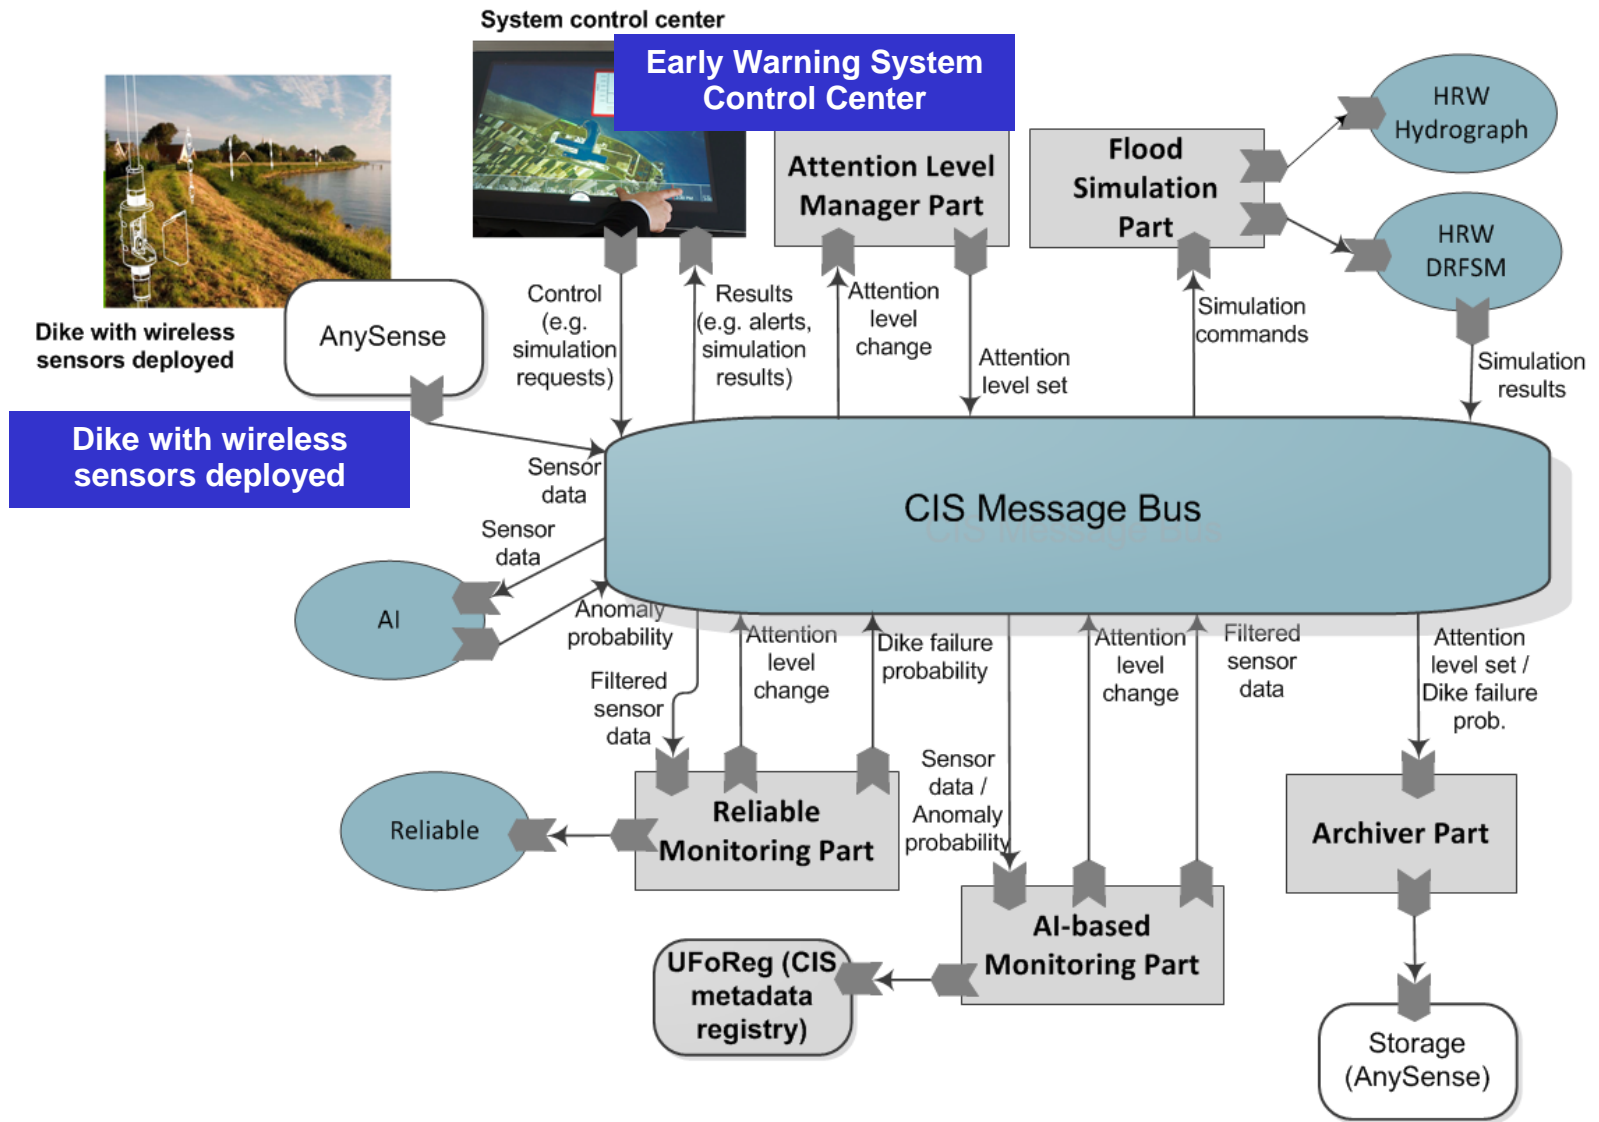 System control center
Early Warning System
Control Center
HRW
Hydrograph
Attention Level
Manager Part
Flood
Simulation
Part
HRW
DRFSM
Dike with wireless
sensors deployed
AnySense
Control
(e.g.
simulation
requests)
Results
(e.g. alerts,
simulation
results)
Attention
level
change
Attention
level set
Simulation
commands
Simulation
results
Dike with wireless
sensors deployed
Sensor
data
CIS Message Bus
CIS Message Bus
Sensor
data
AI
Anomaly
probability
Filtered
sensor
data
Attention
level
change
Dike failure
probability
Sensor
data /
Anomaly
probability
Attention
level
change
Filtered
sensor
data
Attention
level set /
Dike failure
prob.
Reliable
Reliable
Monitoring Part
Archiver Part
AI-based
Monitoring Part
UFoReg (CIS
metadata
registry)
Storage
(AnySense)